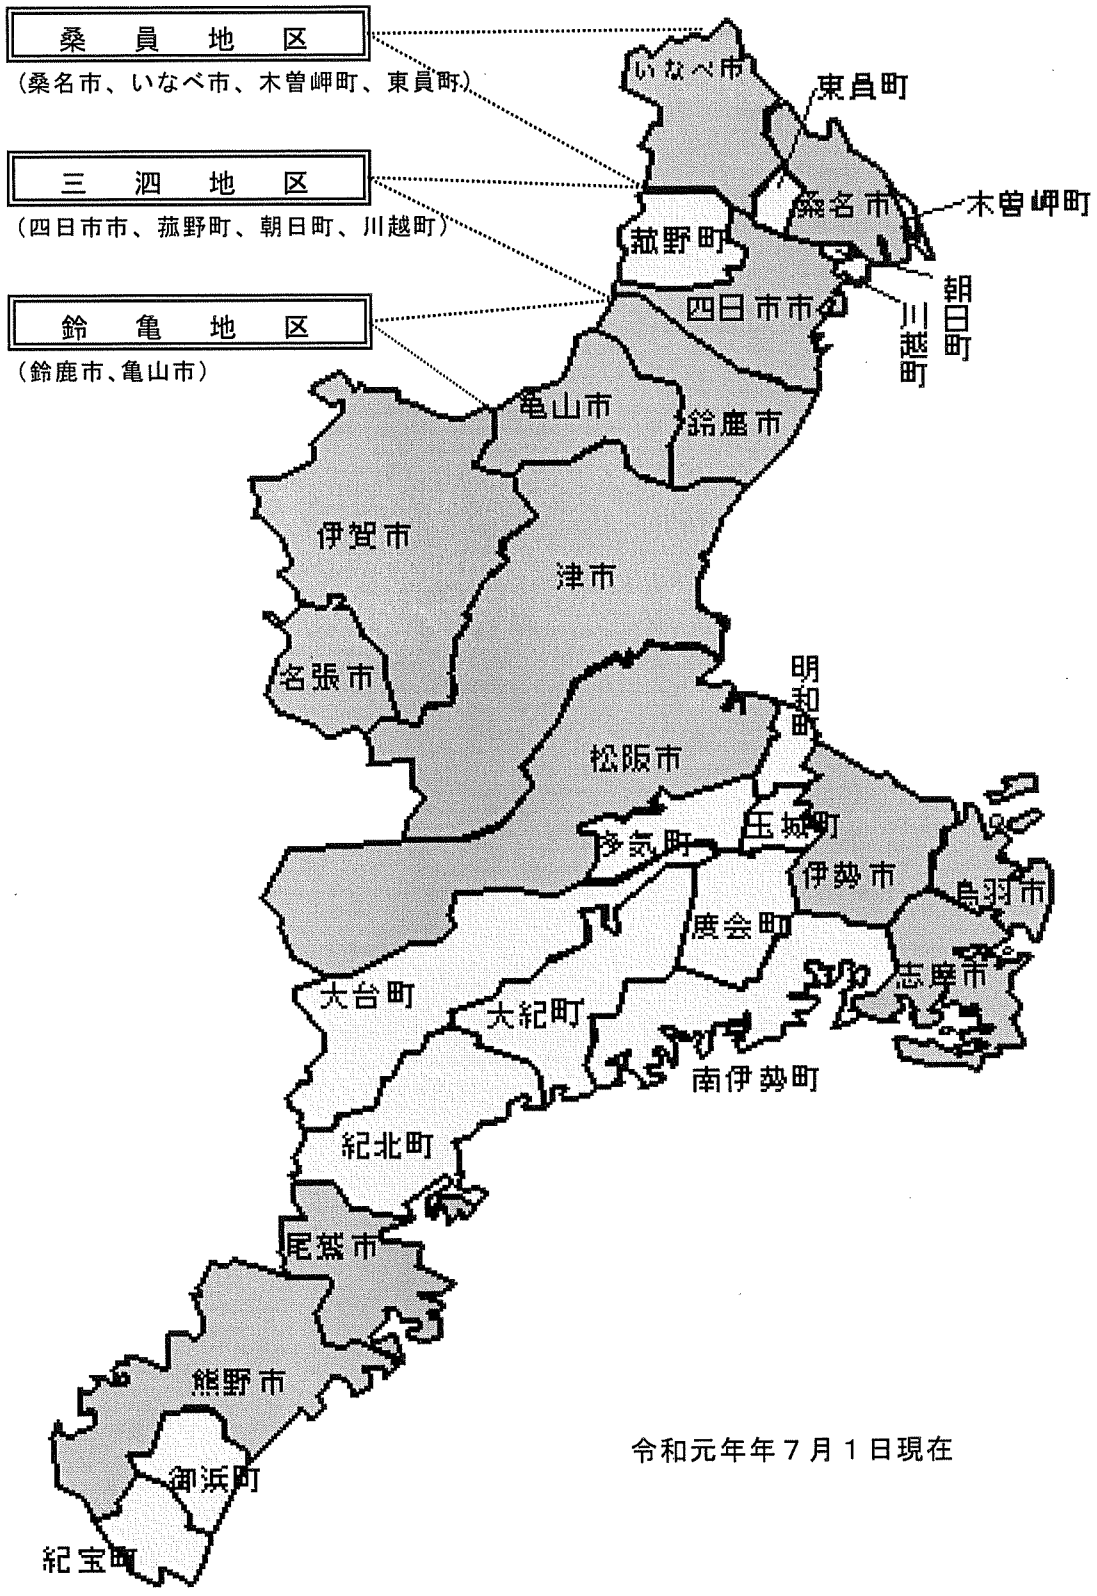 桑員地区
(桑名市、いなべ市、木曽岬町、東員町)
三泗地区
(四日市市、菰野町、朝日町、川越町)
鈴亀地区
(鈴鹿市、亀山市)
いなべ市
東員町
桑名市
木曽岬町
菰野町
朝日町
川越町
四日市市
亀山市
鈴鹿市
伊賀市
津市
名張市
明和町
松阪市
多気町
玉城町
伊勢市
鳥羽市
度会町
志摩市
大台町
大紀町
南伊勢町
紀北町
尾鷲市
熊野市
御浜町
紀宝町
令和元年年7月1日現在